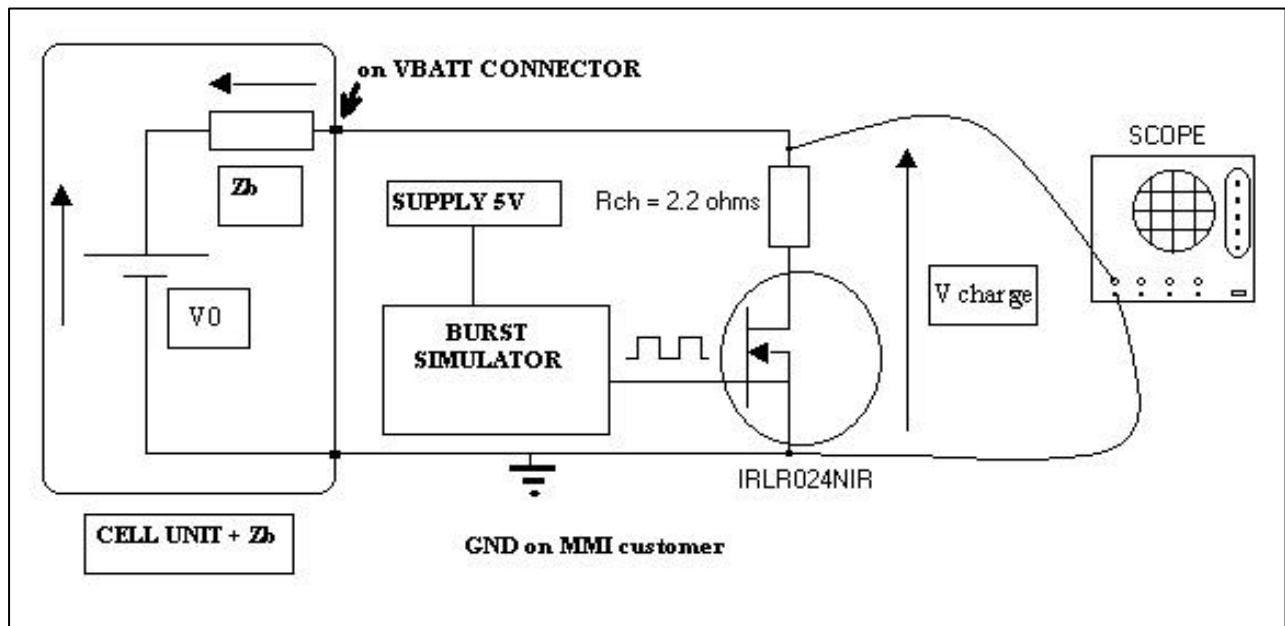 on VBATT CONNECTOR
SCOPE
Zb
SUPPLY 5V
Rch = 2.2 ohms
V0
BURST
SIMULATOR
V charge
IRLR024NIR
CELL UNIT + Zb
GND on MMI customer